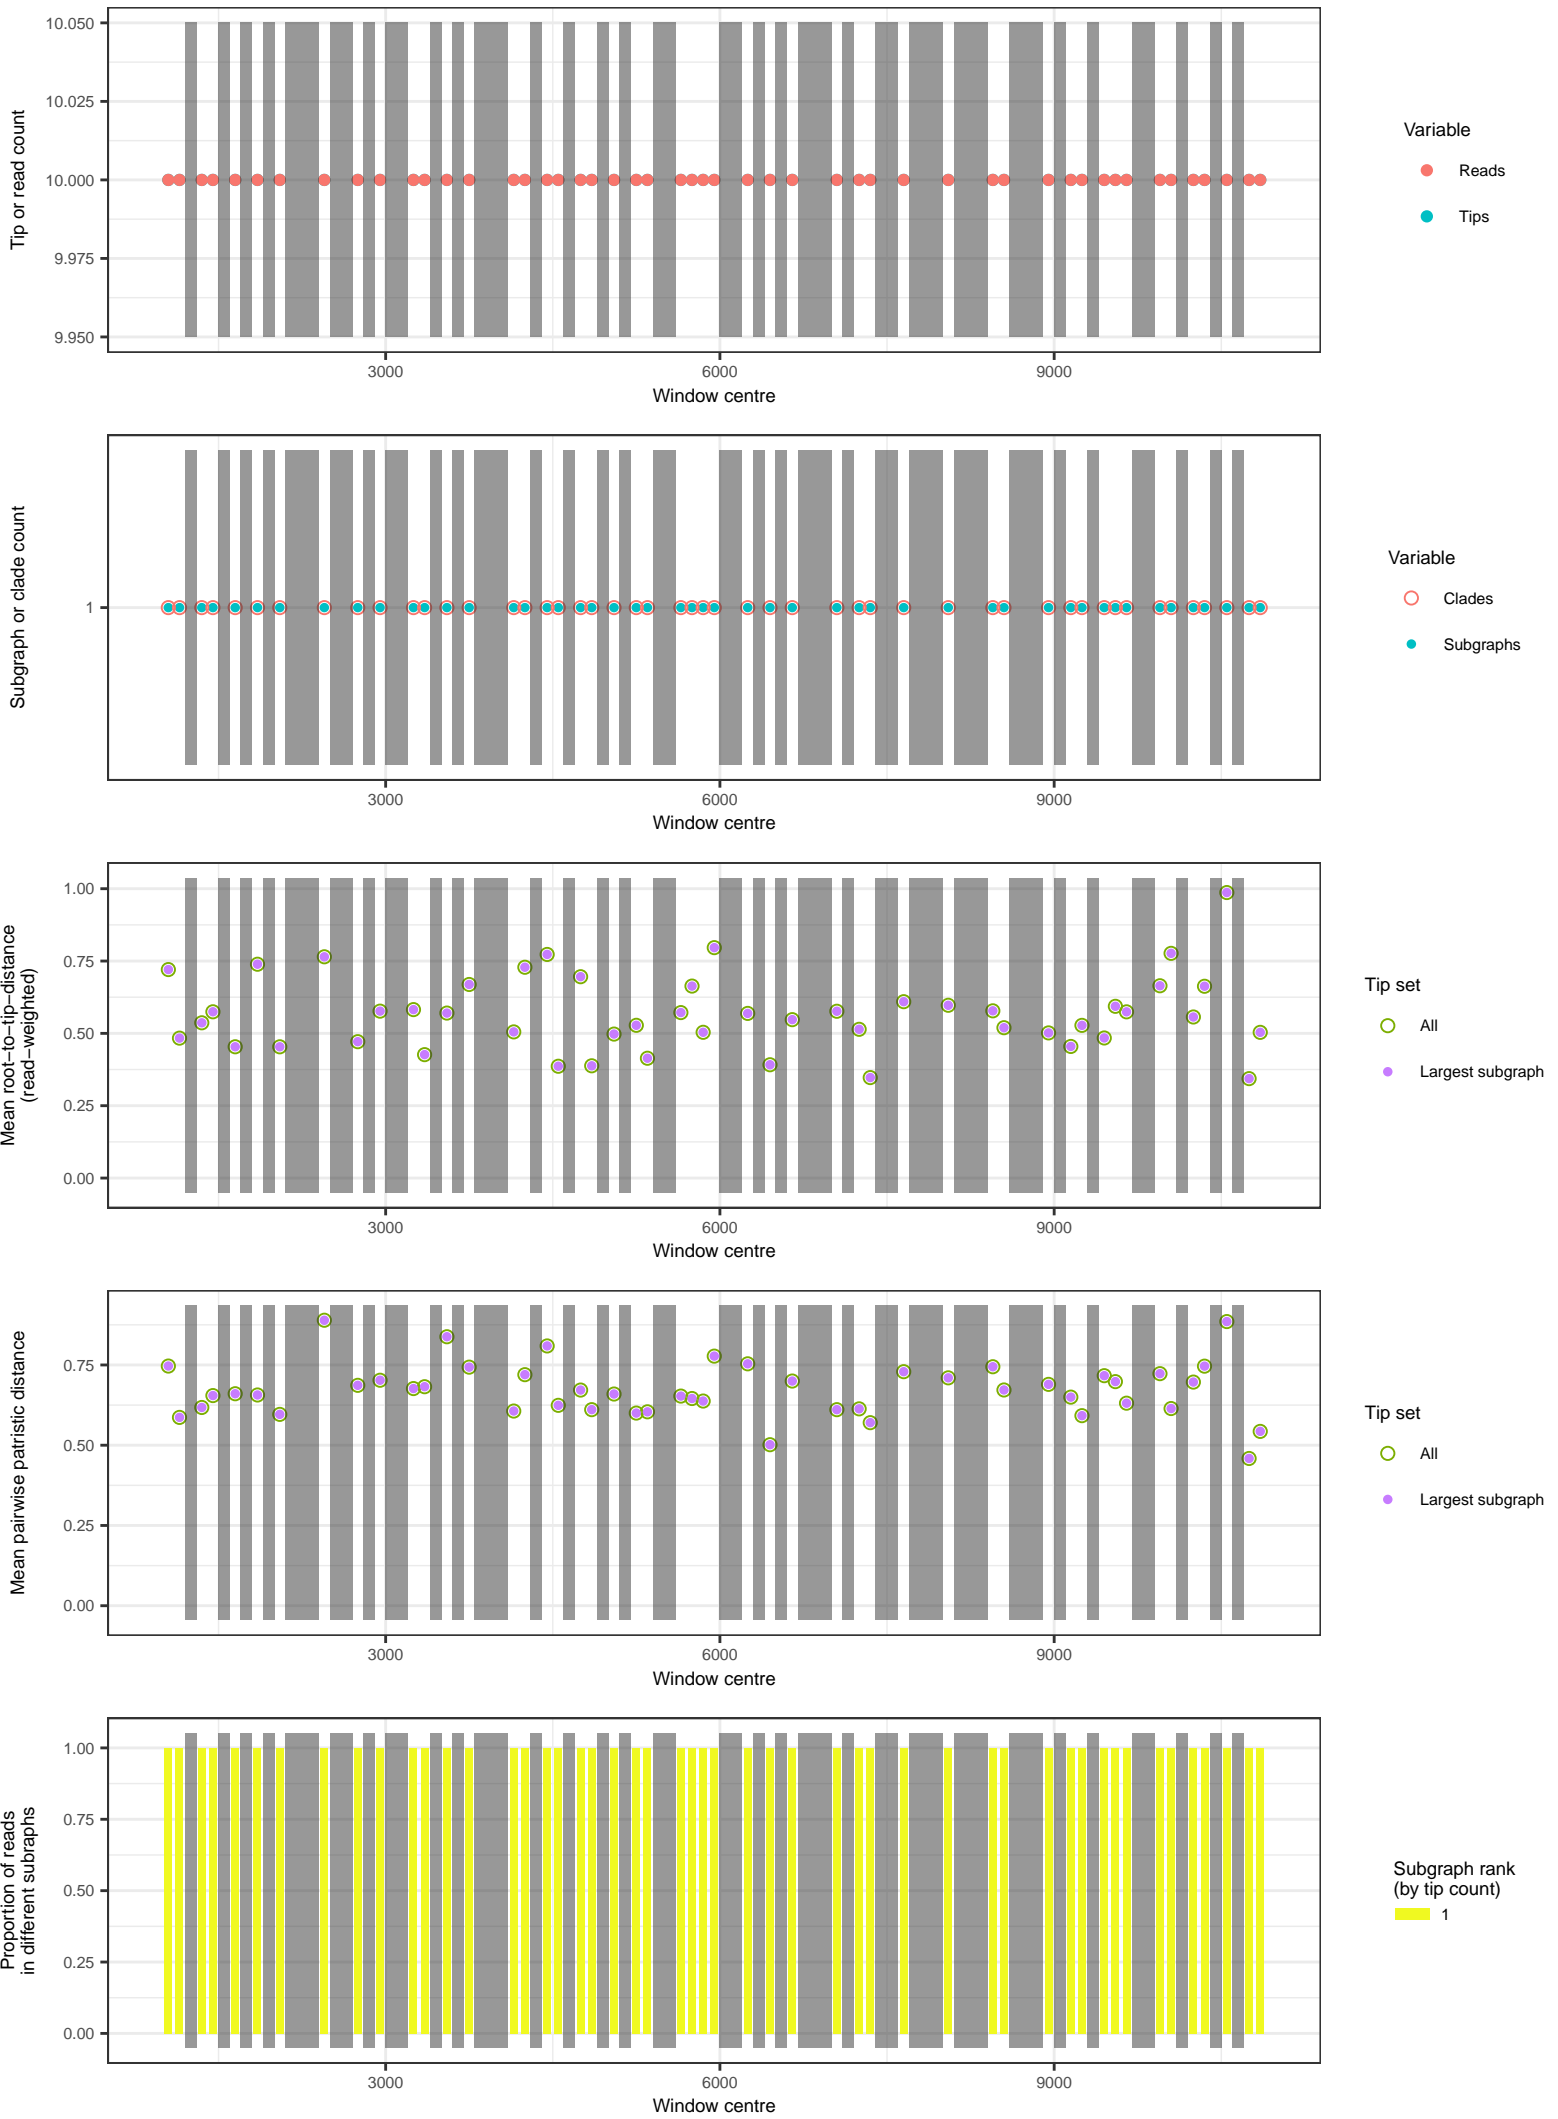 10.050
10.025
10.000
9.975
9.950
Tip or read count
3000
6000
9000
Window centre
Variable
Reads
Tips
1
Subgraph or clade count
3000
6000
9000
Window centre
Variable
Clades
Subgraphs
1.00
0.75
0.50
0.25
0.00
Mean root−to−tip−distance
(read−weighted)
3000
6000
9000
Window centre
Tip set
All
Largest subgraph
0.75
0.50
0.25
0.00
Mean pairwise patristic distance
3000
6000
9000
Window centre
Tip set
All
Largest subgraph
1.00
0.75
0.50
0.25
0.00
Proportion of reads
in different subraphs
3000
6000
9000
Window centre
Subgraph rank
(by tip count)
1